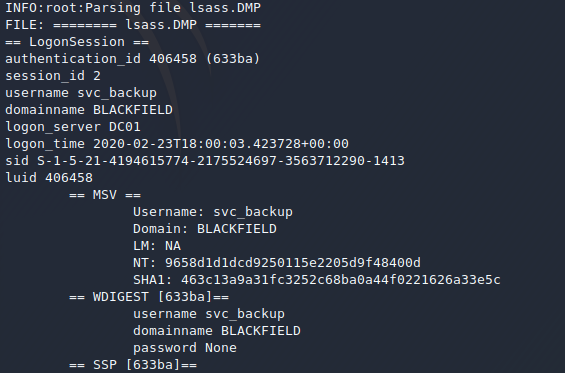 INFO:root:Parsing file lsass.DMP
FILE: ======== lsass.DMP =======
== LogonSession ==
authentication_id 406458 (633ba)
session_id 2
username svc_backup
domainname BLACKFIELD
logon_server DC01
logon_time 2020-02-23T18:00:03.423728+00:00
sid S-1-5-21-4194615774-2175524697-3563712290-1413
luid 406458
== MSV ==
Username: svc_backup
Domain: BLACKFIELD
LM: NA
NT: 9658d1d1dcd9250115e2205d9f48400d
SHA1: 463c13a9a31fc3252c68ba0a44f0221626a33e5c
== WDIGEST [633ba]==
username svc_backup
domainname BLACKFIELD
password None
== SSP [633ba]==